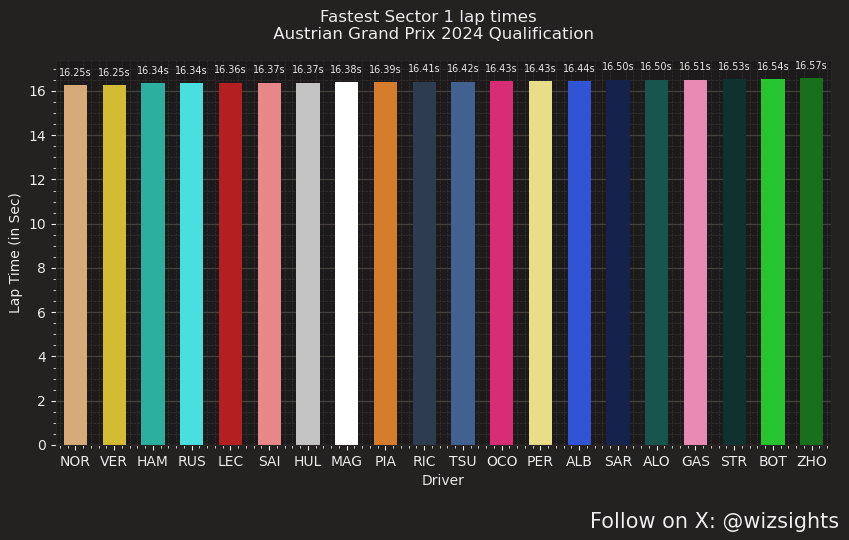 Fastest Sector 1 lap times
Austrian Grand Prix 2024 Qualification
16.25s 16.25s 16.34s 16.34s 16.36s 16.37s 16.37s 16.38s 16.39s 16.41s 16.42s 16.43s 16.43s 16.44s 16.50s 16.50s 16.51s 16.53s 16.54s 16.57s
16
14
12
10
8
6
4
2
0
Lap Time (in Sec)
NOR VER HAM RUS LEC SAI HUL MAG PIA RIC TSU OCO PER ALB SAR ALO GAS STR BOT ZHO
Driver
Follow on X: @wizsights